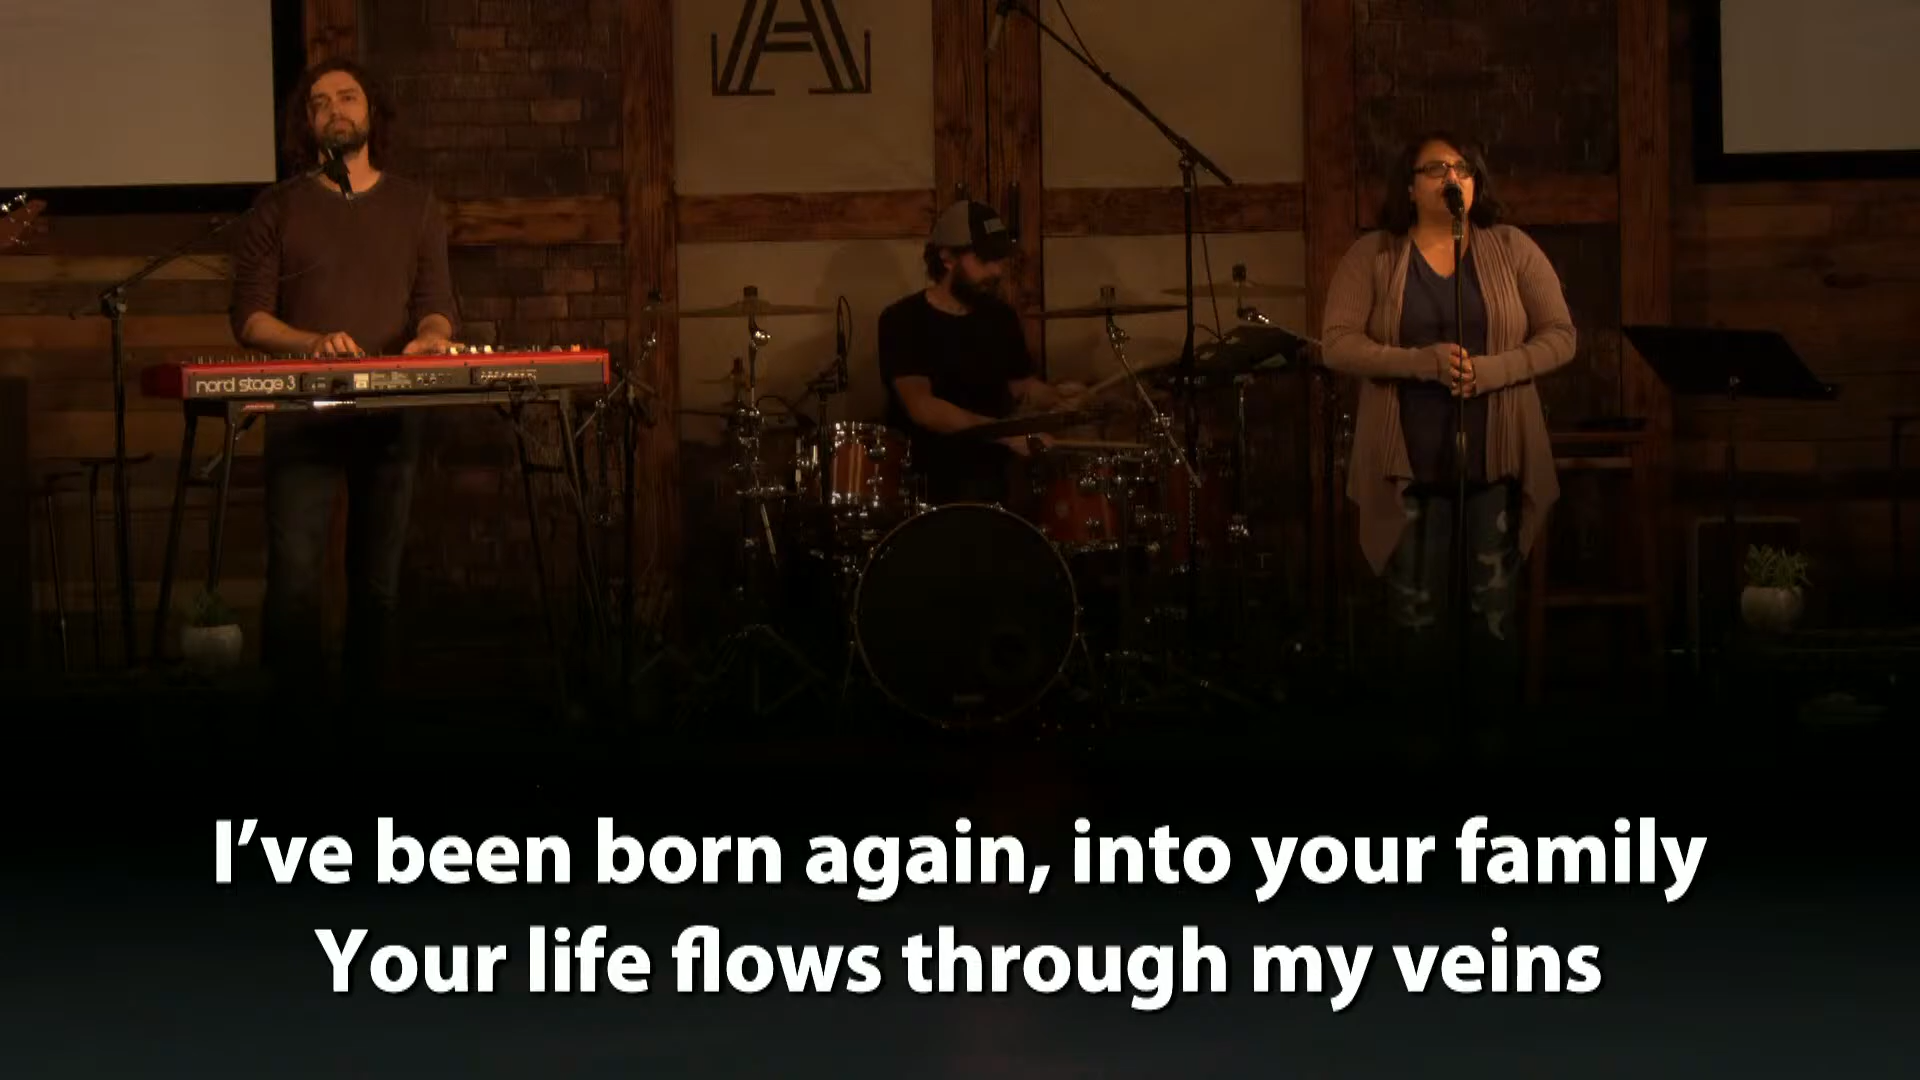 nord stage 3
I’ve been born again, into your family
Your life flows through my veins